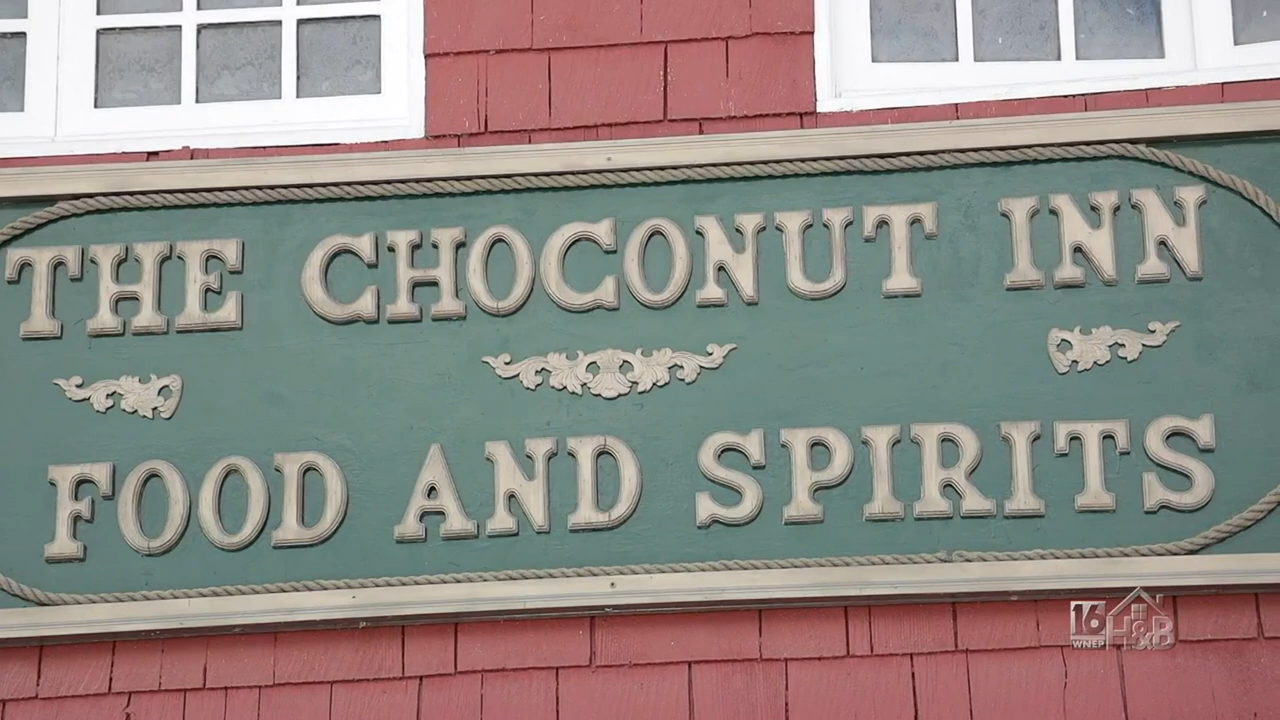 THE CHOCONUT INN
FOOD AND SPIRITS
16 H&B
WNEP